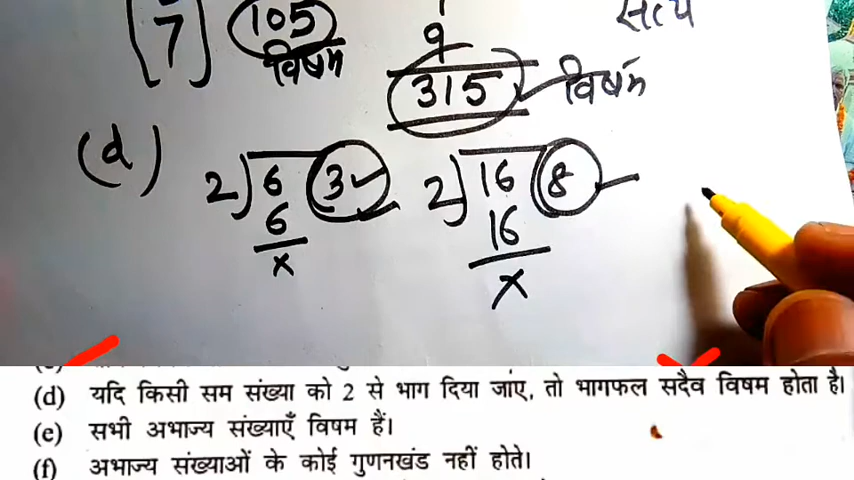 7 105 9 सत्य
विषम 315 विषम
(d) 2) 6 (3 2) 16 (8
6 16
x x
(d) यदि किसी सम संख्या को 2 से भाग दिया जाएं, तो भागफल सदैव विषम होता है।
(e) सभी अभाज्य संख्याएँ विषम हैं।
(f) अभाज्य संख्याओं के कोई गुणनखंड नहीं होते।